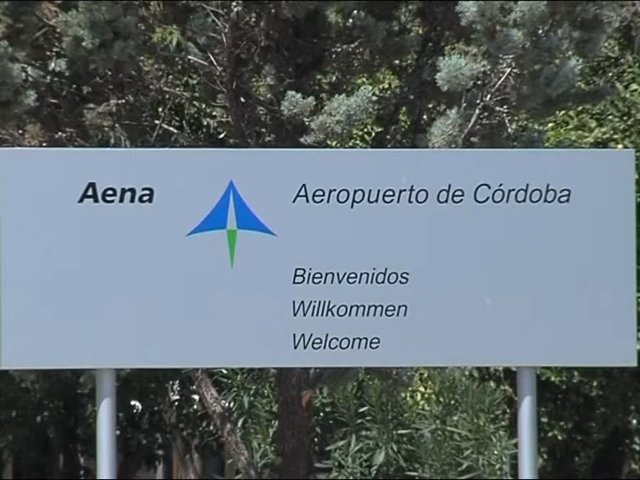 Aena
Aeropuerto de Córdoba
Bienvenidos
Willkommen
Welcome